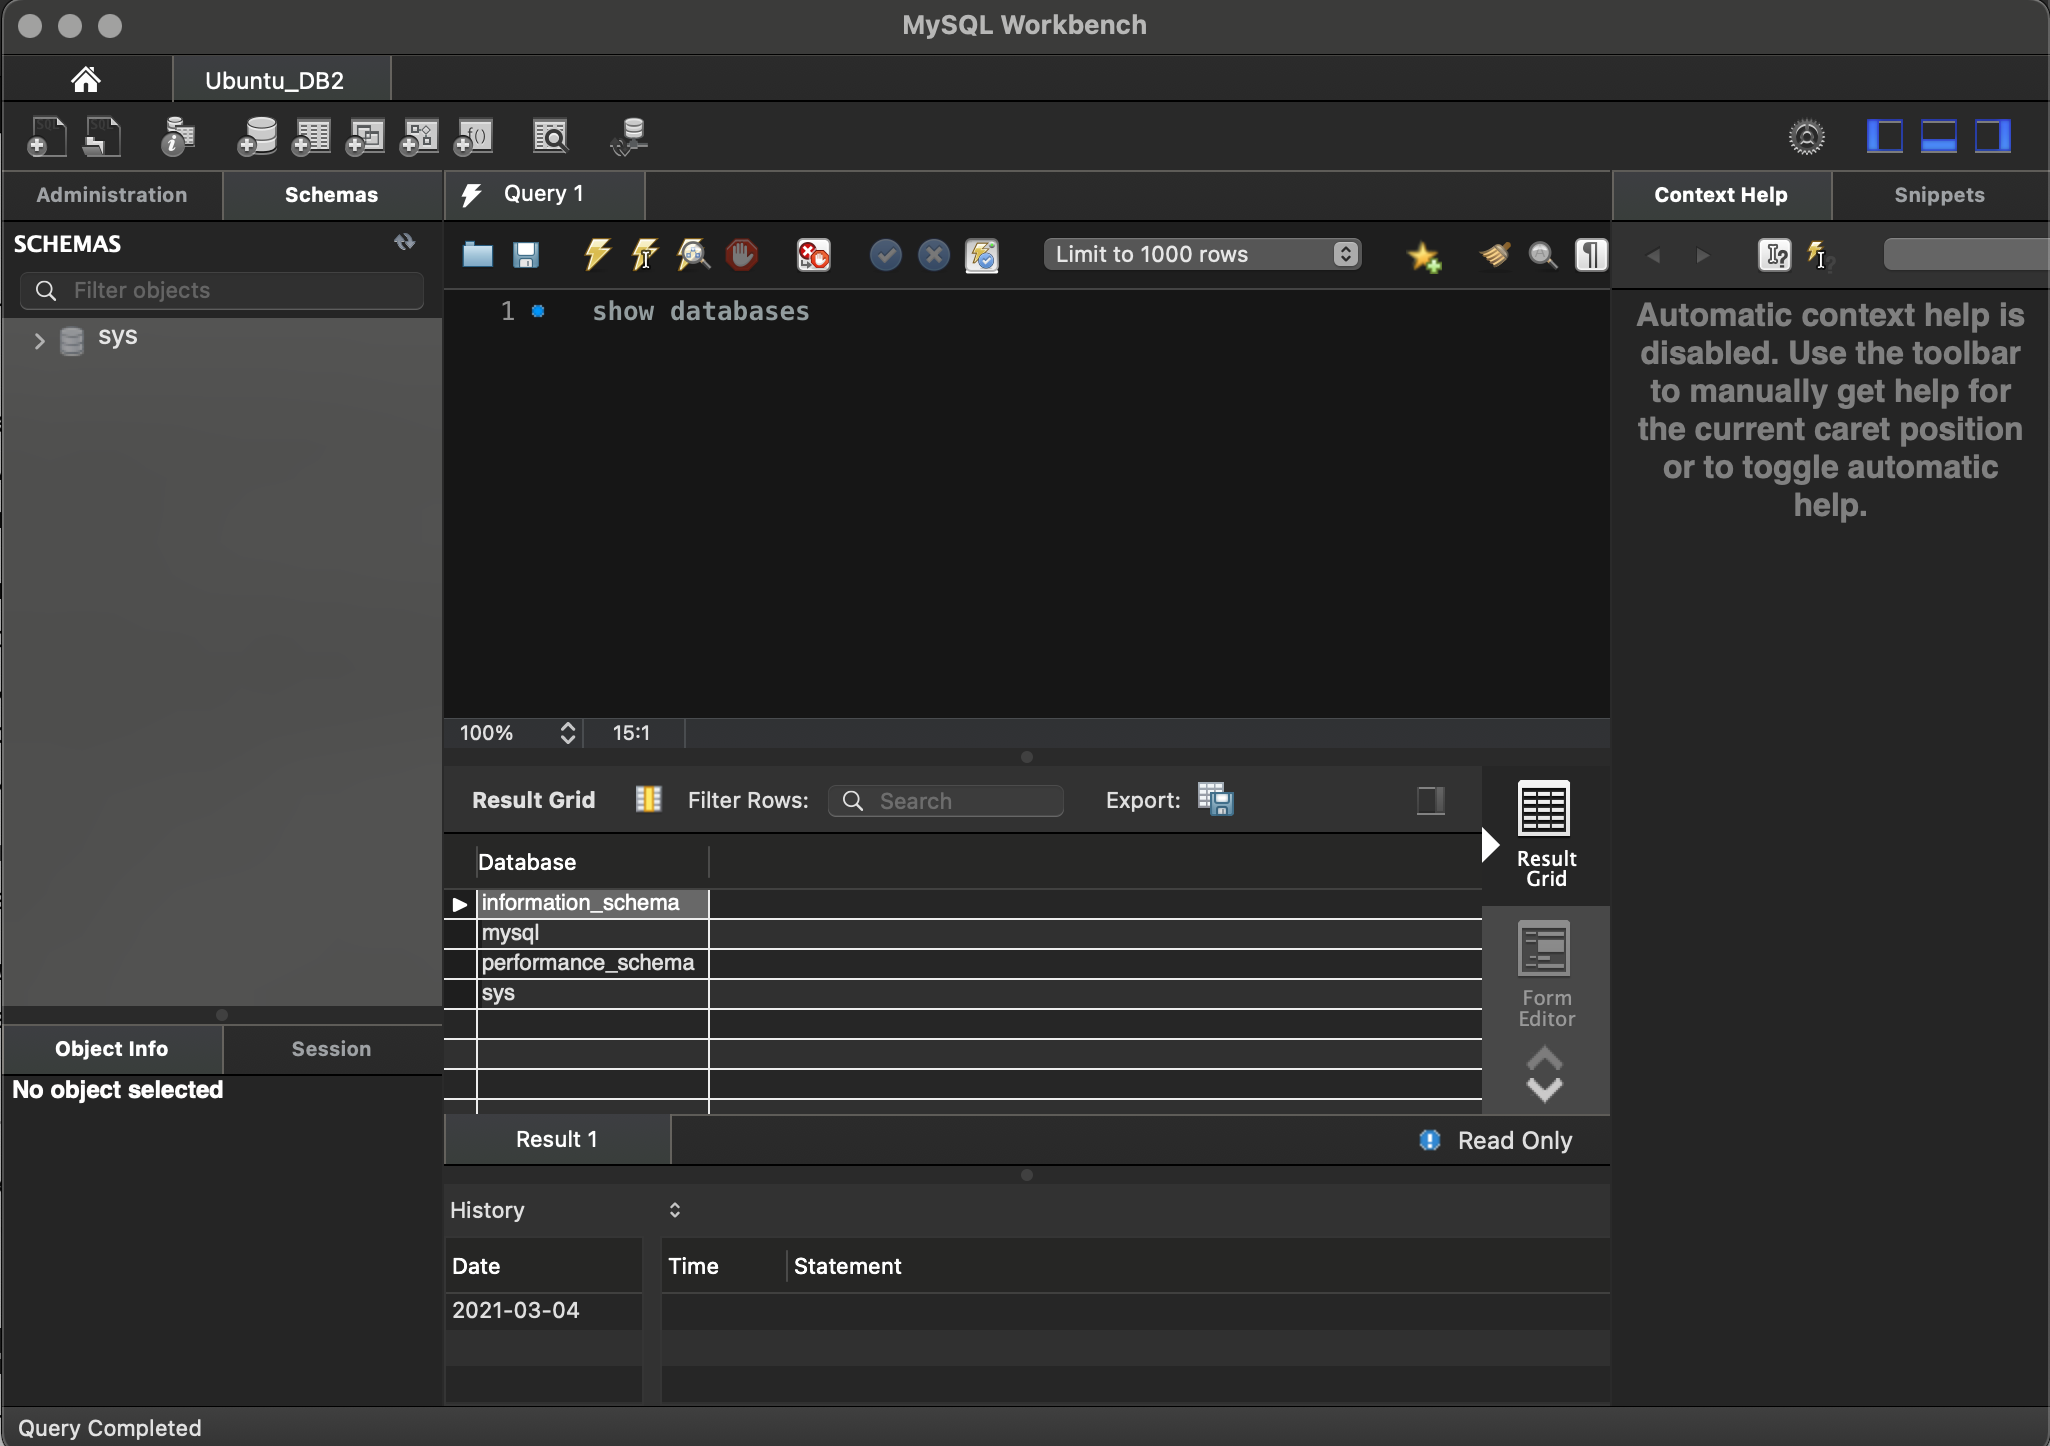 MySQL Workbench
Ubuntu_DB2
Administration
Schemas
SCHEMAS
Filter objects
sys
Object Info
Session
No object selected
Query 1
Limit to 1000 rows
1 show databases
100%
15:1
Result Grid
Filter Rows:
Search
Export:
Database
information_schema
mysql
performance_schema
sys
Result
Grid
Form
Editor
Result 1
Read Only
History
Date
Time
Statement
2021-03-04
Context Help
Snippets
Automatic context help is
disabled. Use the toolbar
to manually get help for
the current caret position
or to toggle automatic
help.
Query Completed